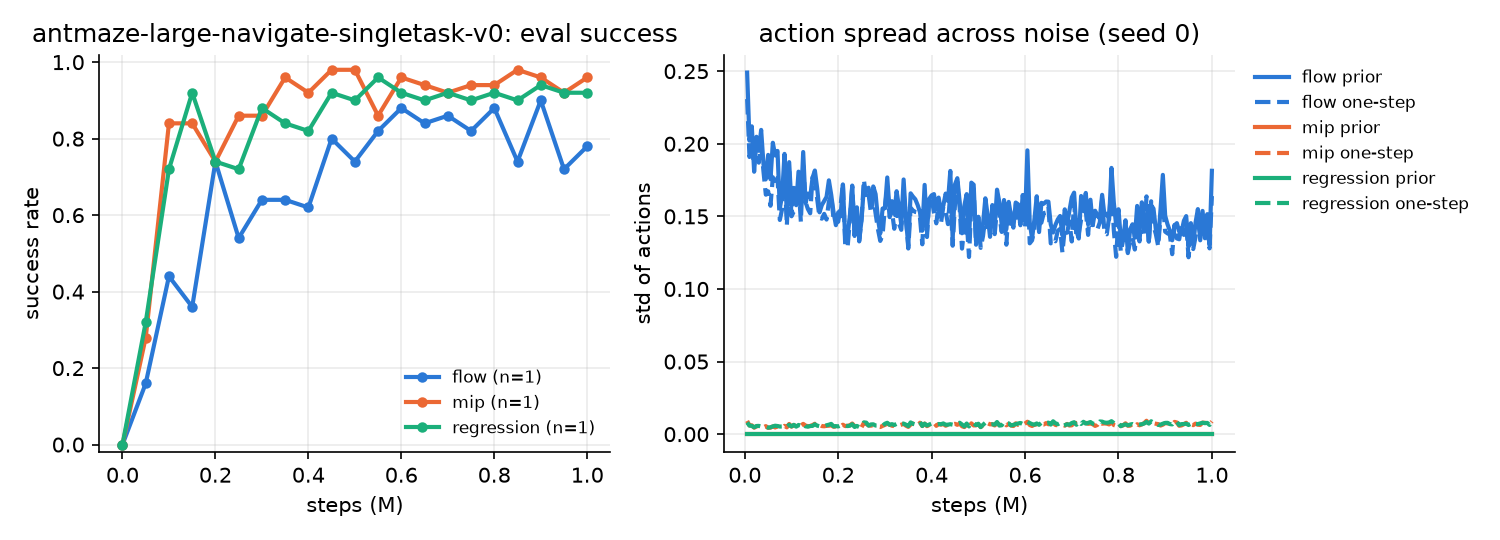 antmaze-large-navigate-singletask-v0: eval success
success rate
1.0
0.8
0.6
0.4
0.2
0.0
0.0 0.2 0.4 0.6 0.8 1.0
steps (M)
flow (n=1)
mip (n=1)
regression (n=1)
action spread across noise (seed 0)
std of actions
0.25
0.20
0.15
0.10
0.05
0.00
0.0 0.2 0.4 0.6 0.8 1.0
steps (M)
flow prior
flow one-step
mip prior
mip one-step
regression prior
regression one-step